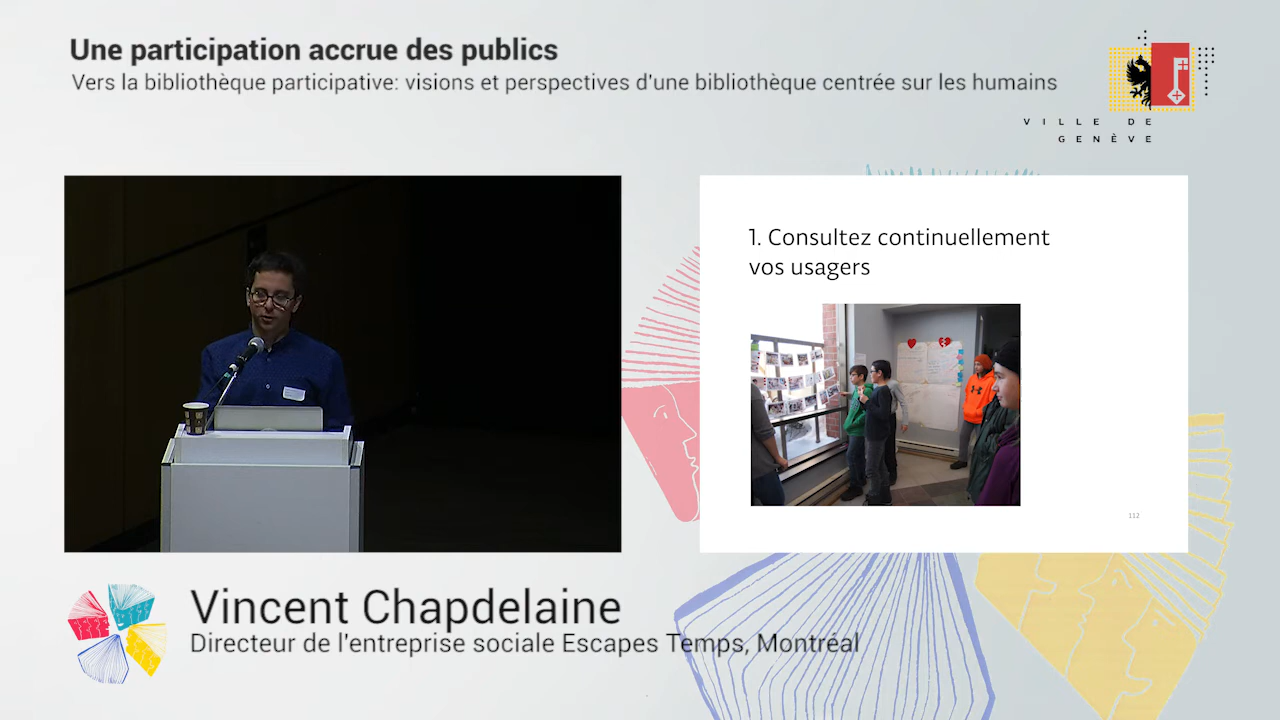 Une participation accrue des publics
Vers la bibliothèque participative: visions et perspectives d'une bibliothèque centrée sur les humains
VILLE DE
GENÈVE
1. Consultez continuellement
vos usagers
112
Vincent Chapdelaine
Directeur de l'entreprise sociale Escapes Temps, Montréal